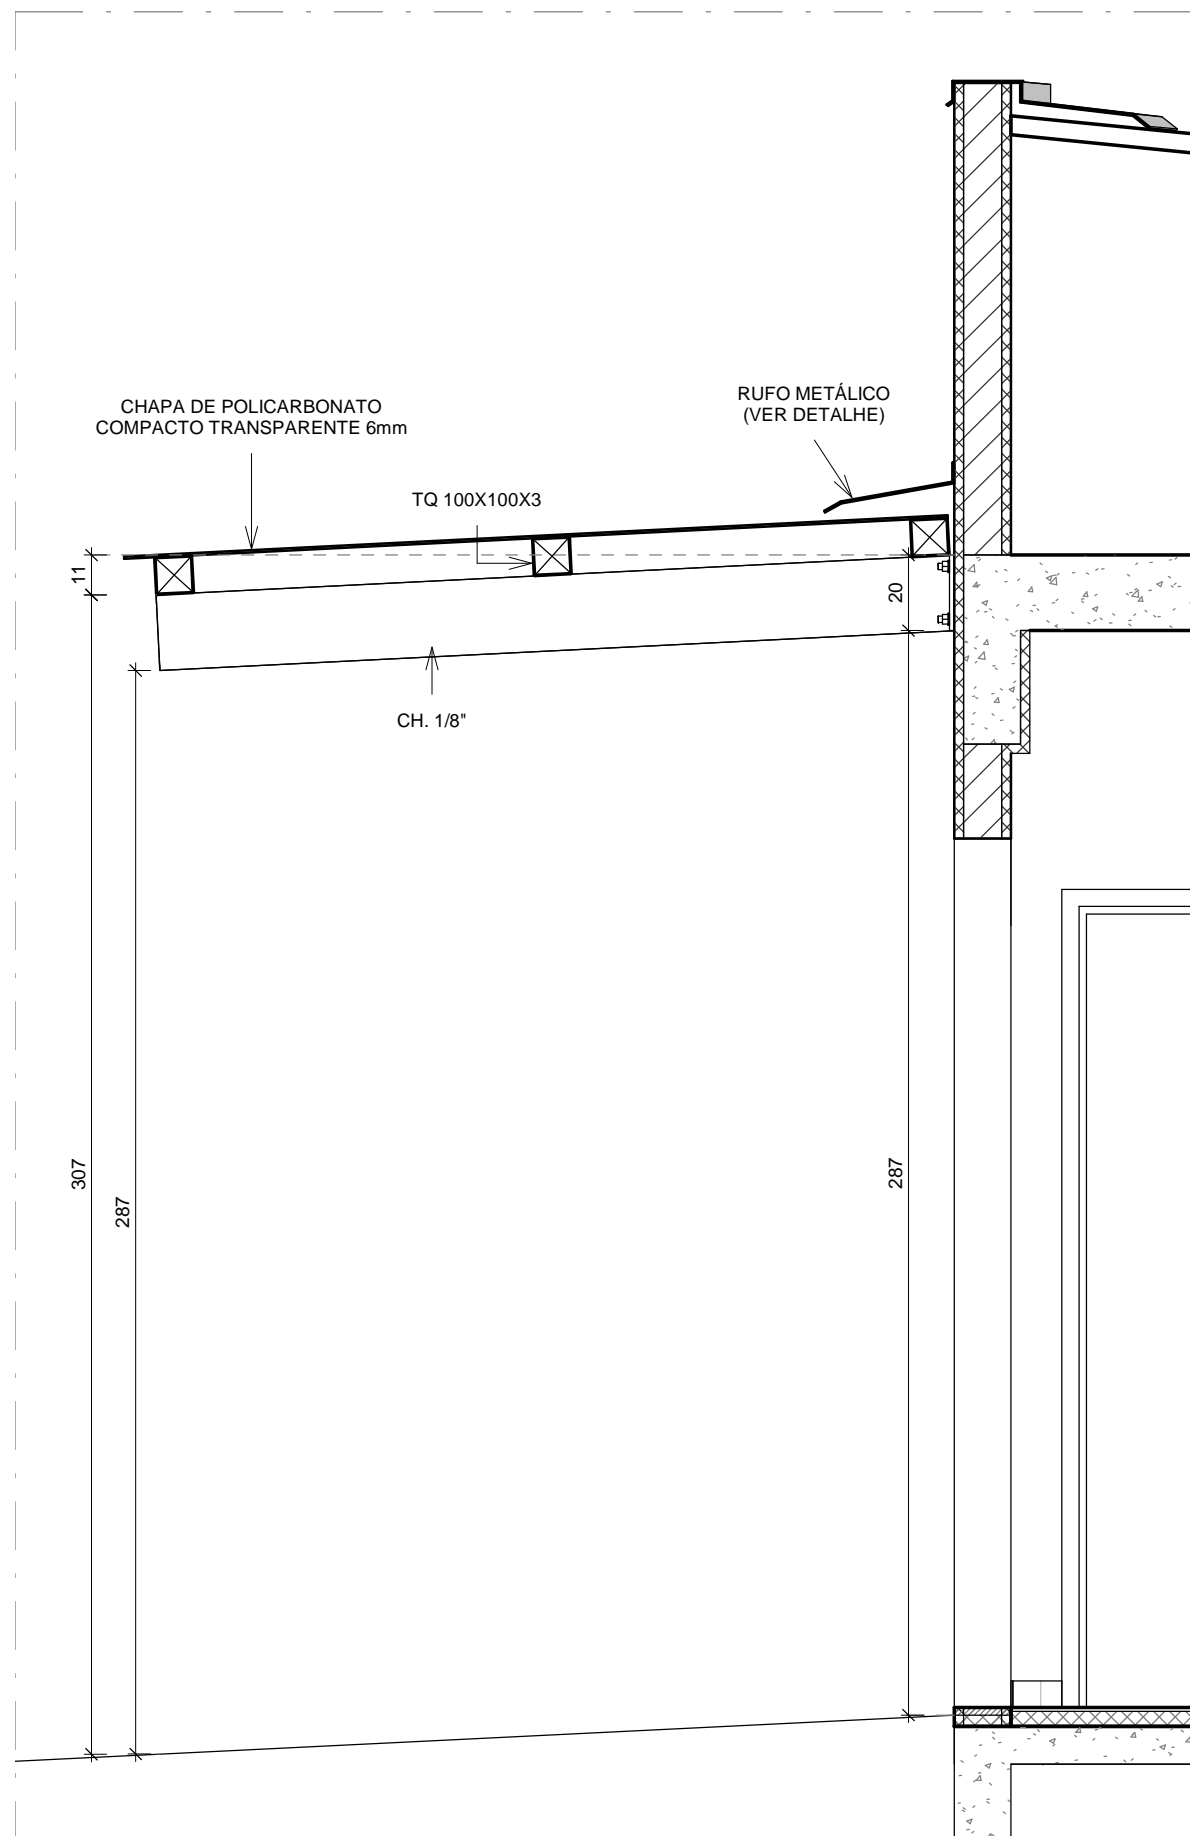 CHAPA DE POLICARBONATO
COMPACTO TRANSPARENTE 6mm
RUFO METÁLICO
(VER DETALHE)
TQ 100X100X3
11
20
CH. 1/8"
307
287
287